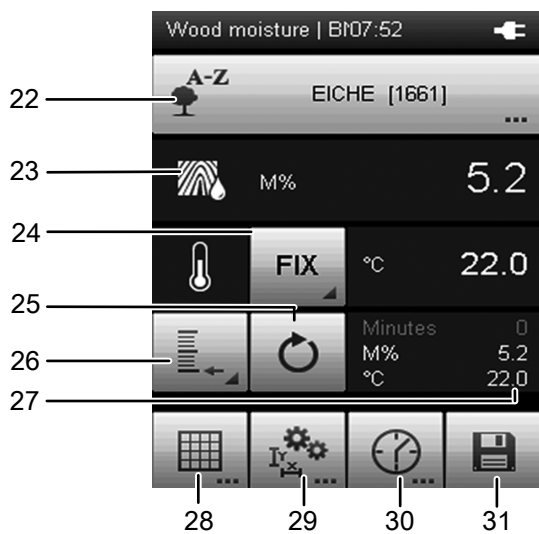 Wood moisture | BM07:52
22
A-Z
EICHE [1661]
...
23
M% 5.2
24
FIX °C 22.0
25
Minutes 0
26
M% 5.2
°C 22.0
27
... ... ...
28 29 30 31